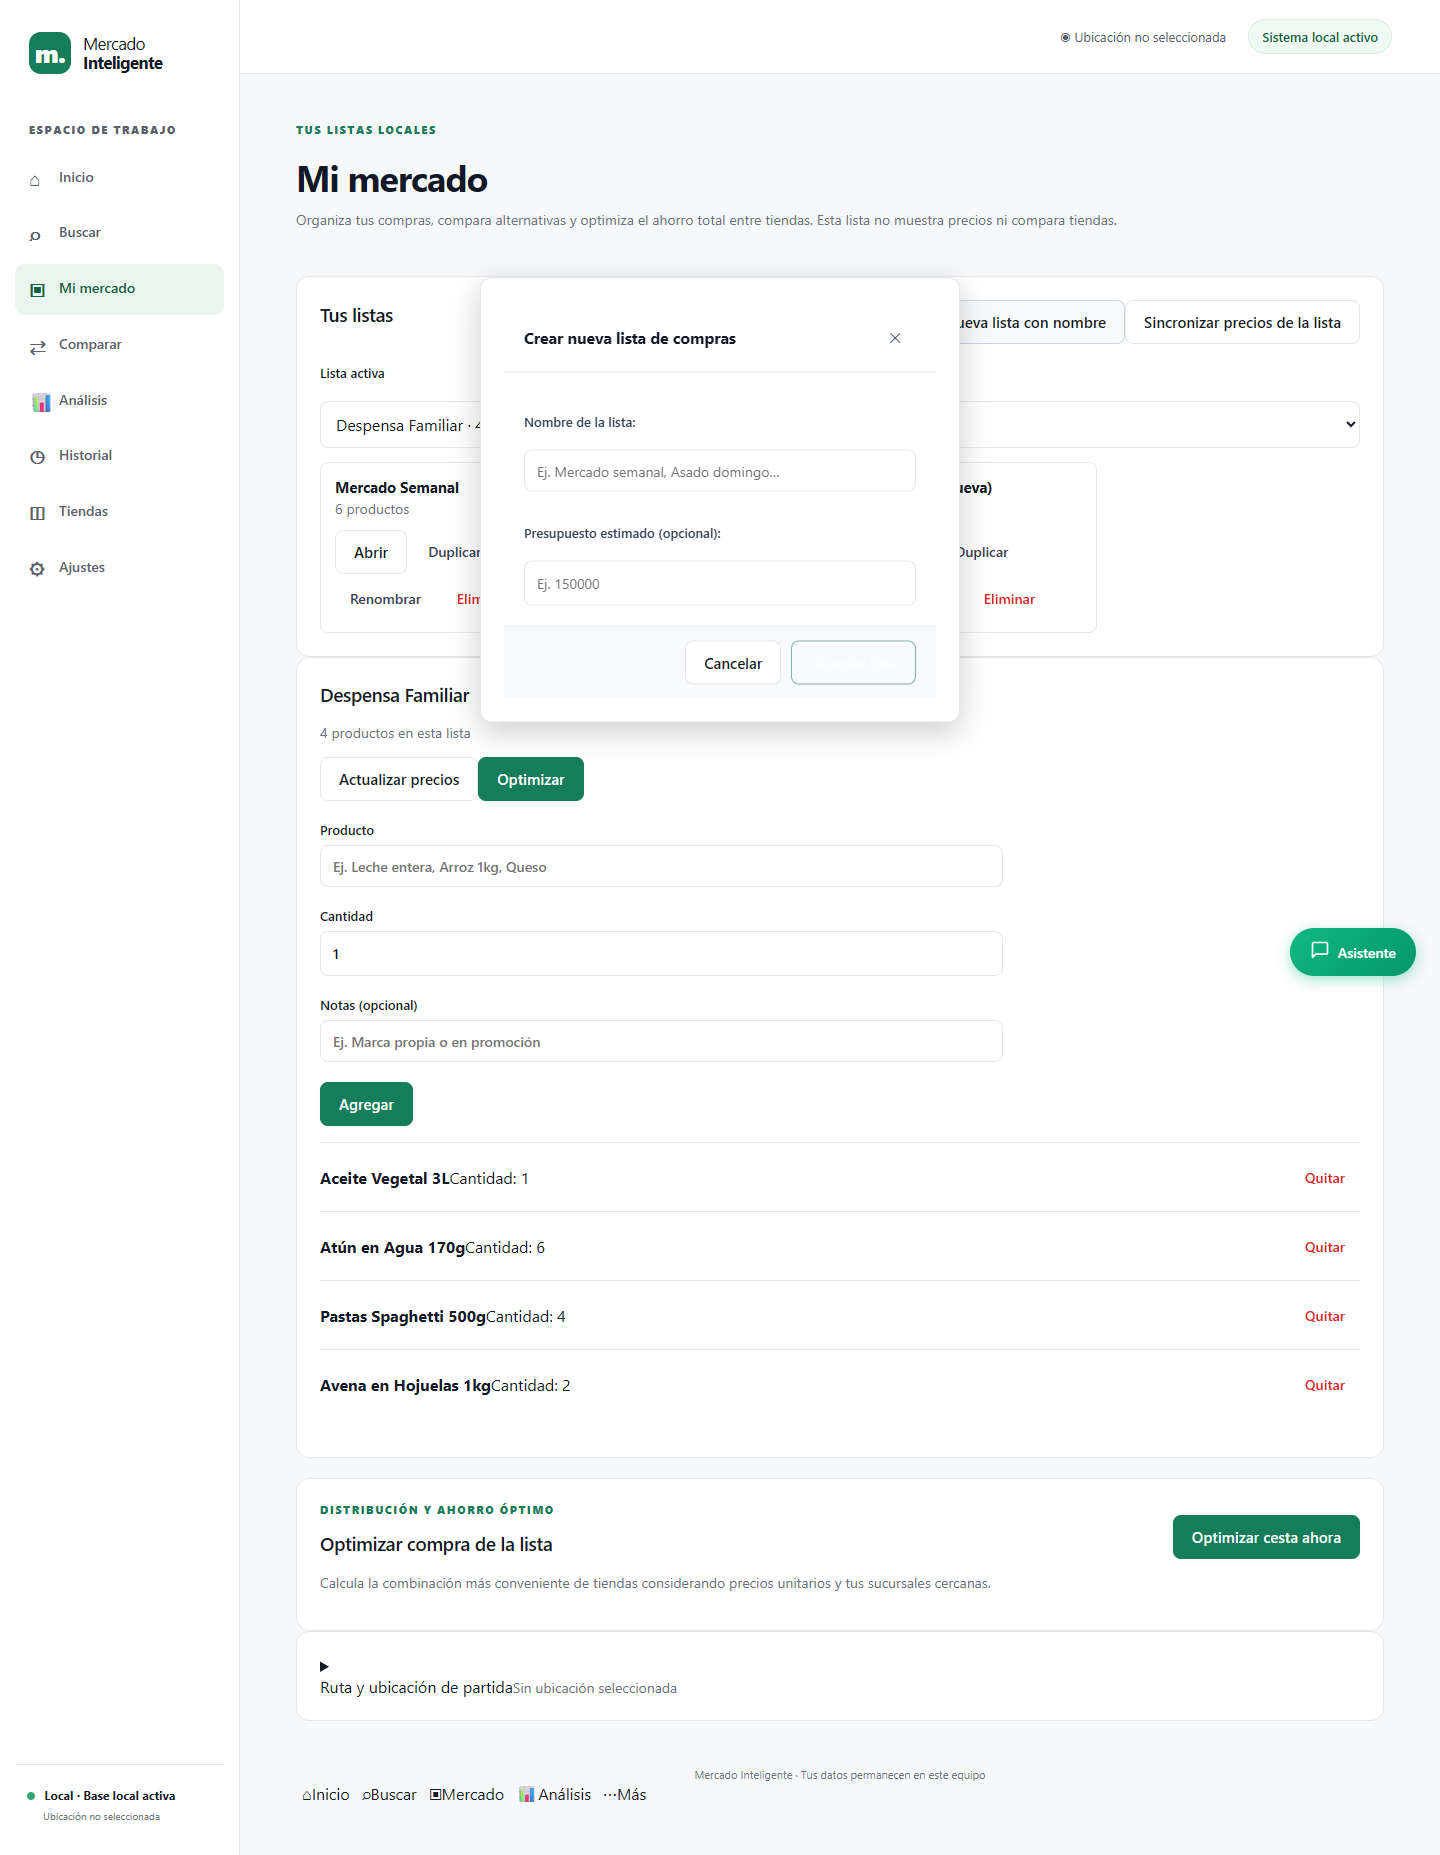 m.
Mercado
Inteligente
ESPACIO DE TRABAJO
Inicio
Buscar
Mi mercado
Comparar
Análisis
Historial
Tiendas
Ajustes
Local · Base local activa
Ubicación no seleccionada
Ubicación no seleccionada
Sistema local activo
TUS LISTAS LOCALES
Mi mercado
Organiza tus compras, compara alternativas y optimiza el ahorro total entre tiendas. Esta lista no muestra precios ni compara tiendas.
Tus listas
lista con nombre
Sincronizar precios de la lista
Lista activa
Despensa Familiar · 4
Mercado Semanal
6 productos
Abrir
Duplicar
Renombrar
Duplicar
Eliminar
Crear nueva lista de compras
Nombre de la lista:
Ej. Mercado semanal, Asado domingo...
Presupuesto estimado (opcional):
Ej. 150000
Cancelar
Despensa Familiar
4 productos en esta lista
Actualizar precios
Optimizar
Producto
Ej. Leche entera, Arroz 1kg, Queso
Cantidad
1
Notas (opcional)
Ej. Marca propia o en promoción
Agregar
Asistente
Aceite Vegetal 3LCantidad: 1
Quitar
Atún en Agua 170gCantidad: 6
Quitar
Pastas Spaghetti 500gCantidad: 4
Quitar
Avena en Hojuelas 1kgCantidad: 2
Quitar
DISTRIBUCIÓN Y AHORRO ÓPTIMO
Optimizar compra de la lista
Calcula la combinación más conveniente de tiendas considerando precios unitarios y tus sucursales cercanas.
Optimizar cesta ahora
Ruta y ubicación de partidaSin ubicación seleccionada
Mercado Inteligente · Tus datos permanecen en este equipo
Inicio Buscar Mercado Análisis ···Más